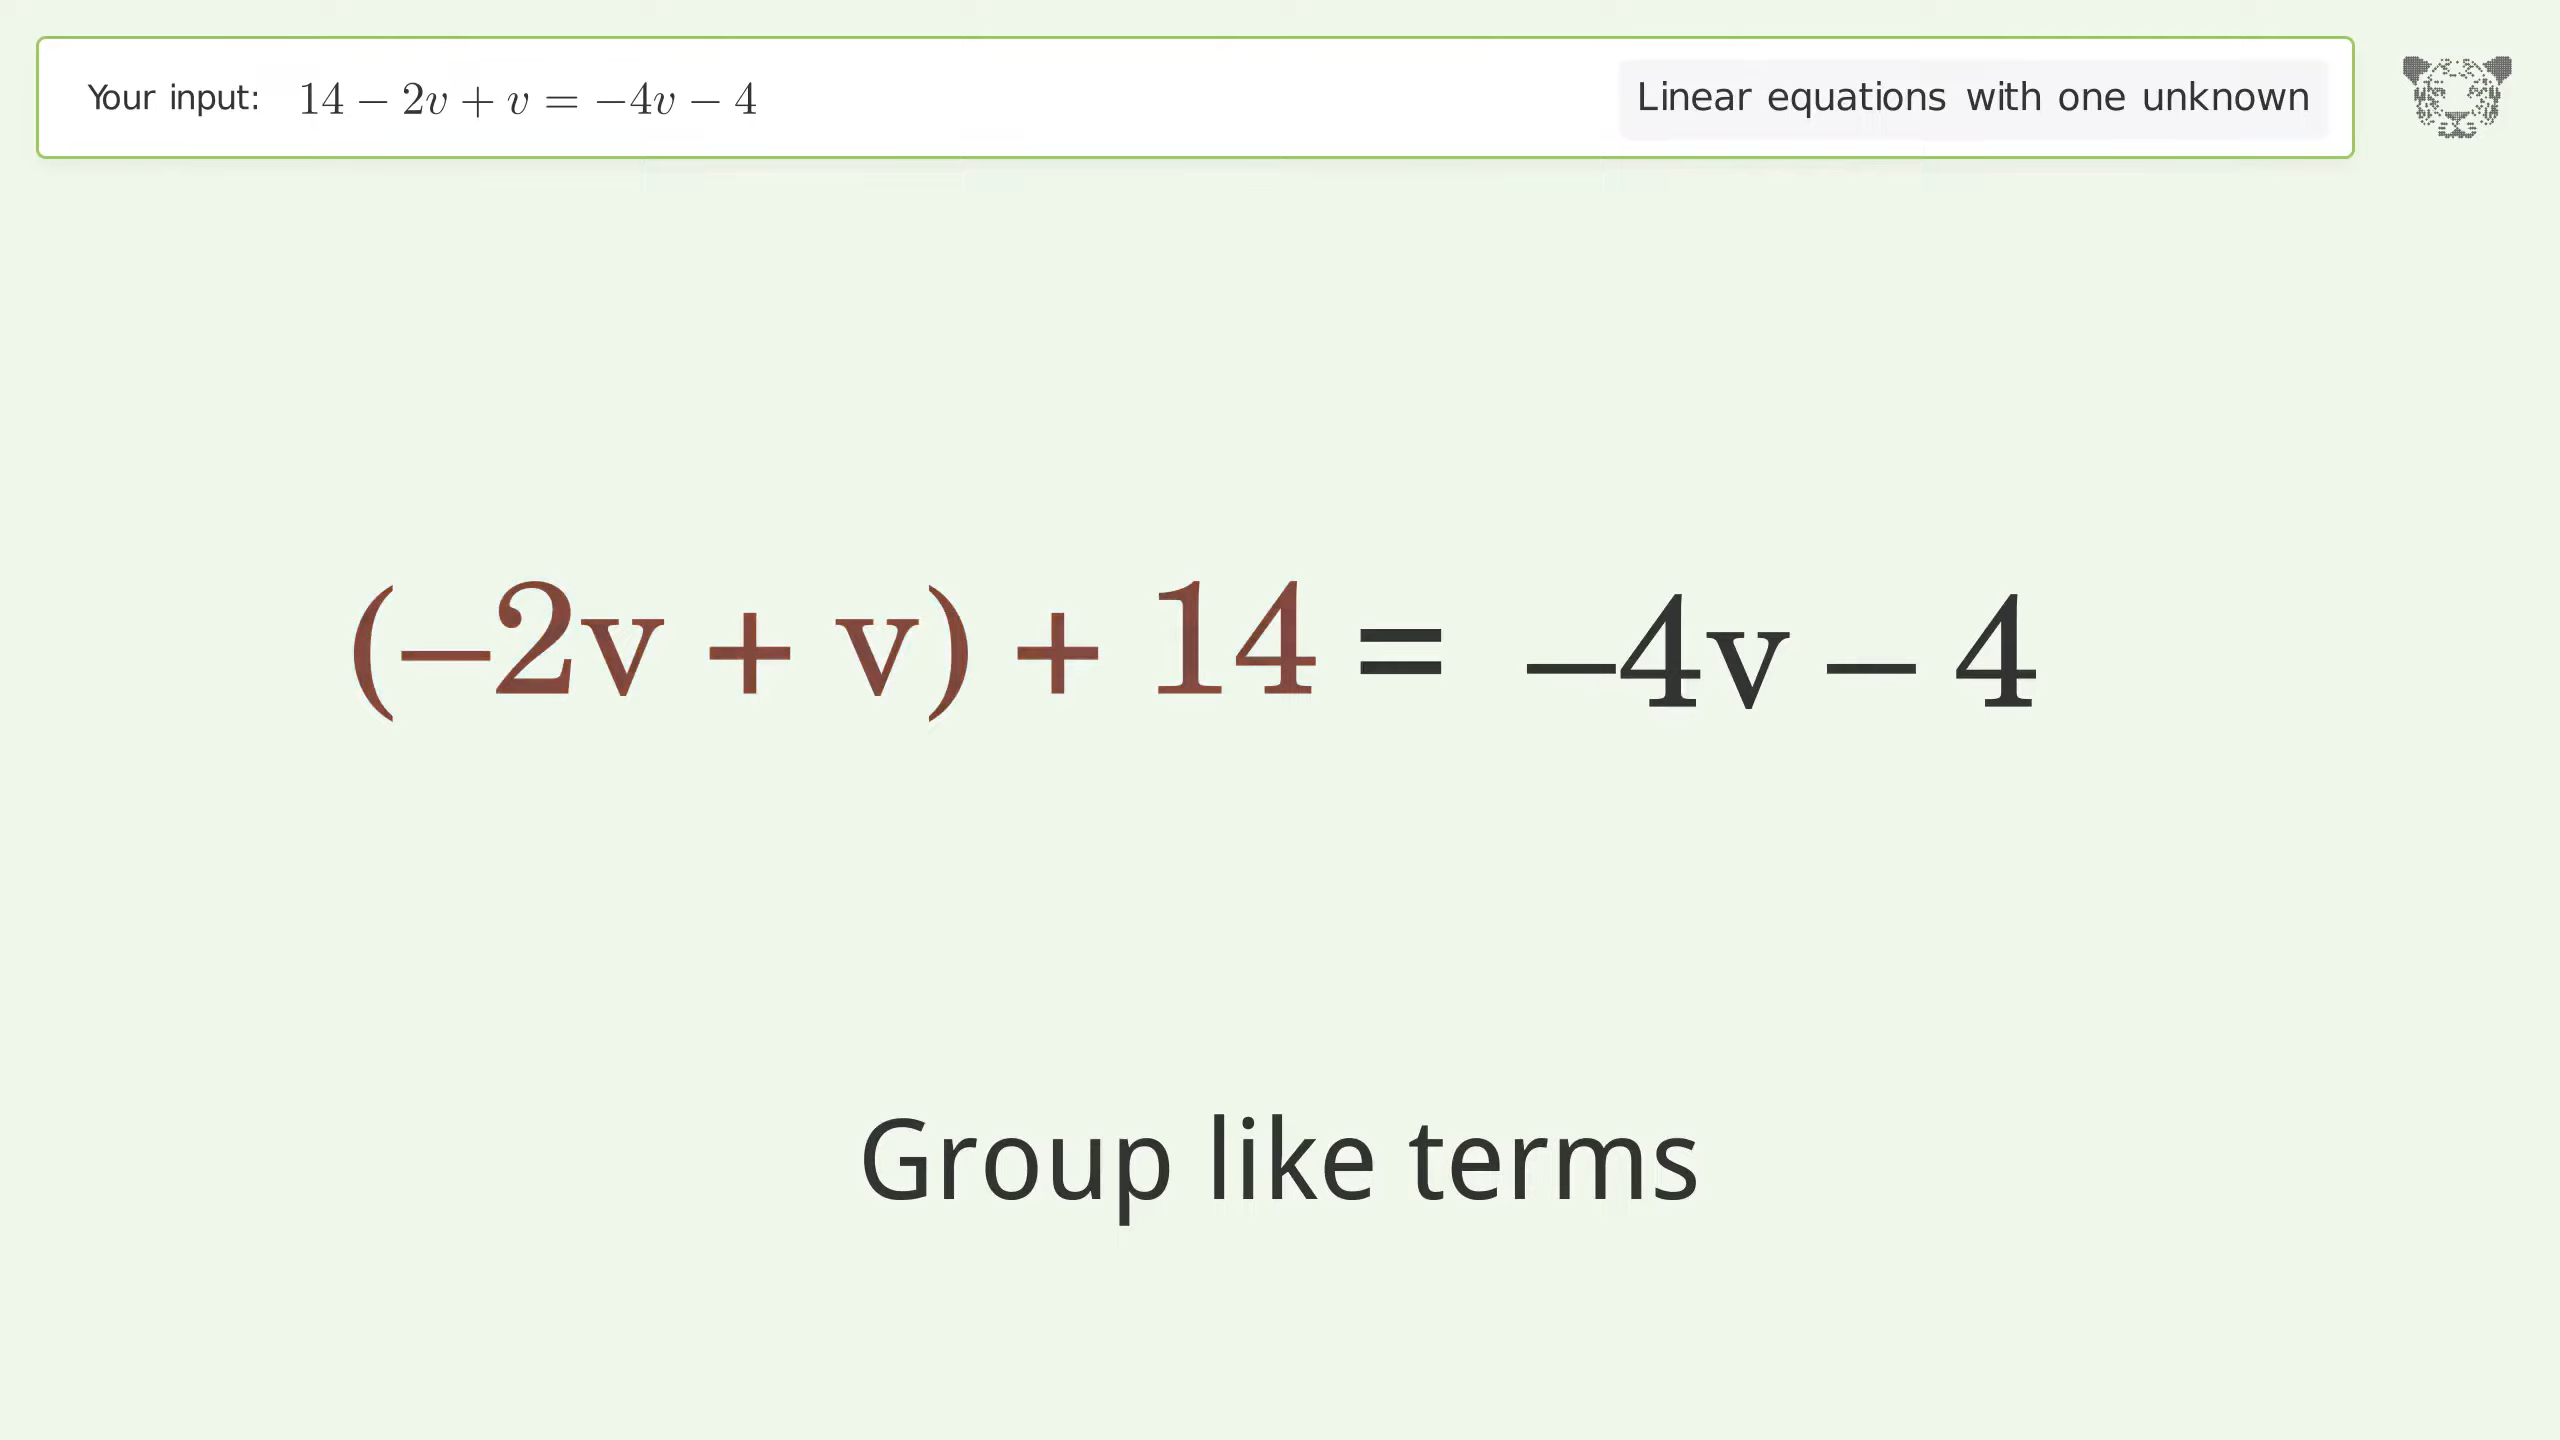 Your input: 14 − 2v + v = −4v − 4
Linear equations with one unknown
(−2v + v) + 14 = −4v − 4
Group like terms